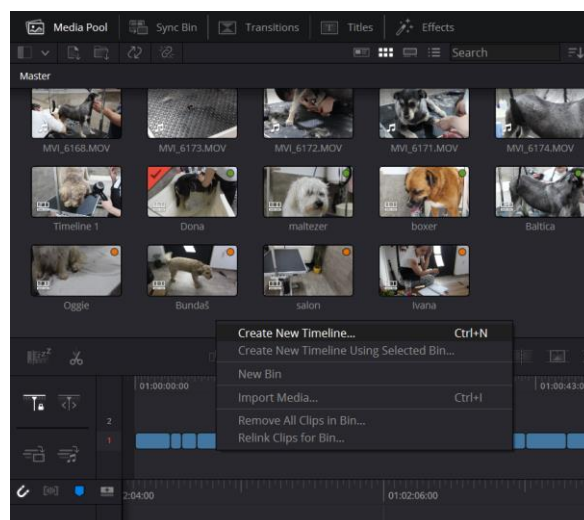 Media Pool Sync Bin Transitions Titles Effects
Search
Master
MVI_6168.MOV MVI_6173.MOV MVI_6172.MOV MVI_6171.MOV MVI_6174.MOV
Timeline 1 Dona maltezer boxer Baltica
Oggie Bundaš salon Ivana
Create New Timeline... Ctrl+N
Create New Timeline Using Selected Bin...
New Bin
Import Media... Ctrl+I
Remove All Clips in Bin...
Relink Clips for Bin...
01:00:00:00 01:00:43:0
2
1
2:04:00 01:02:06:00